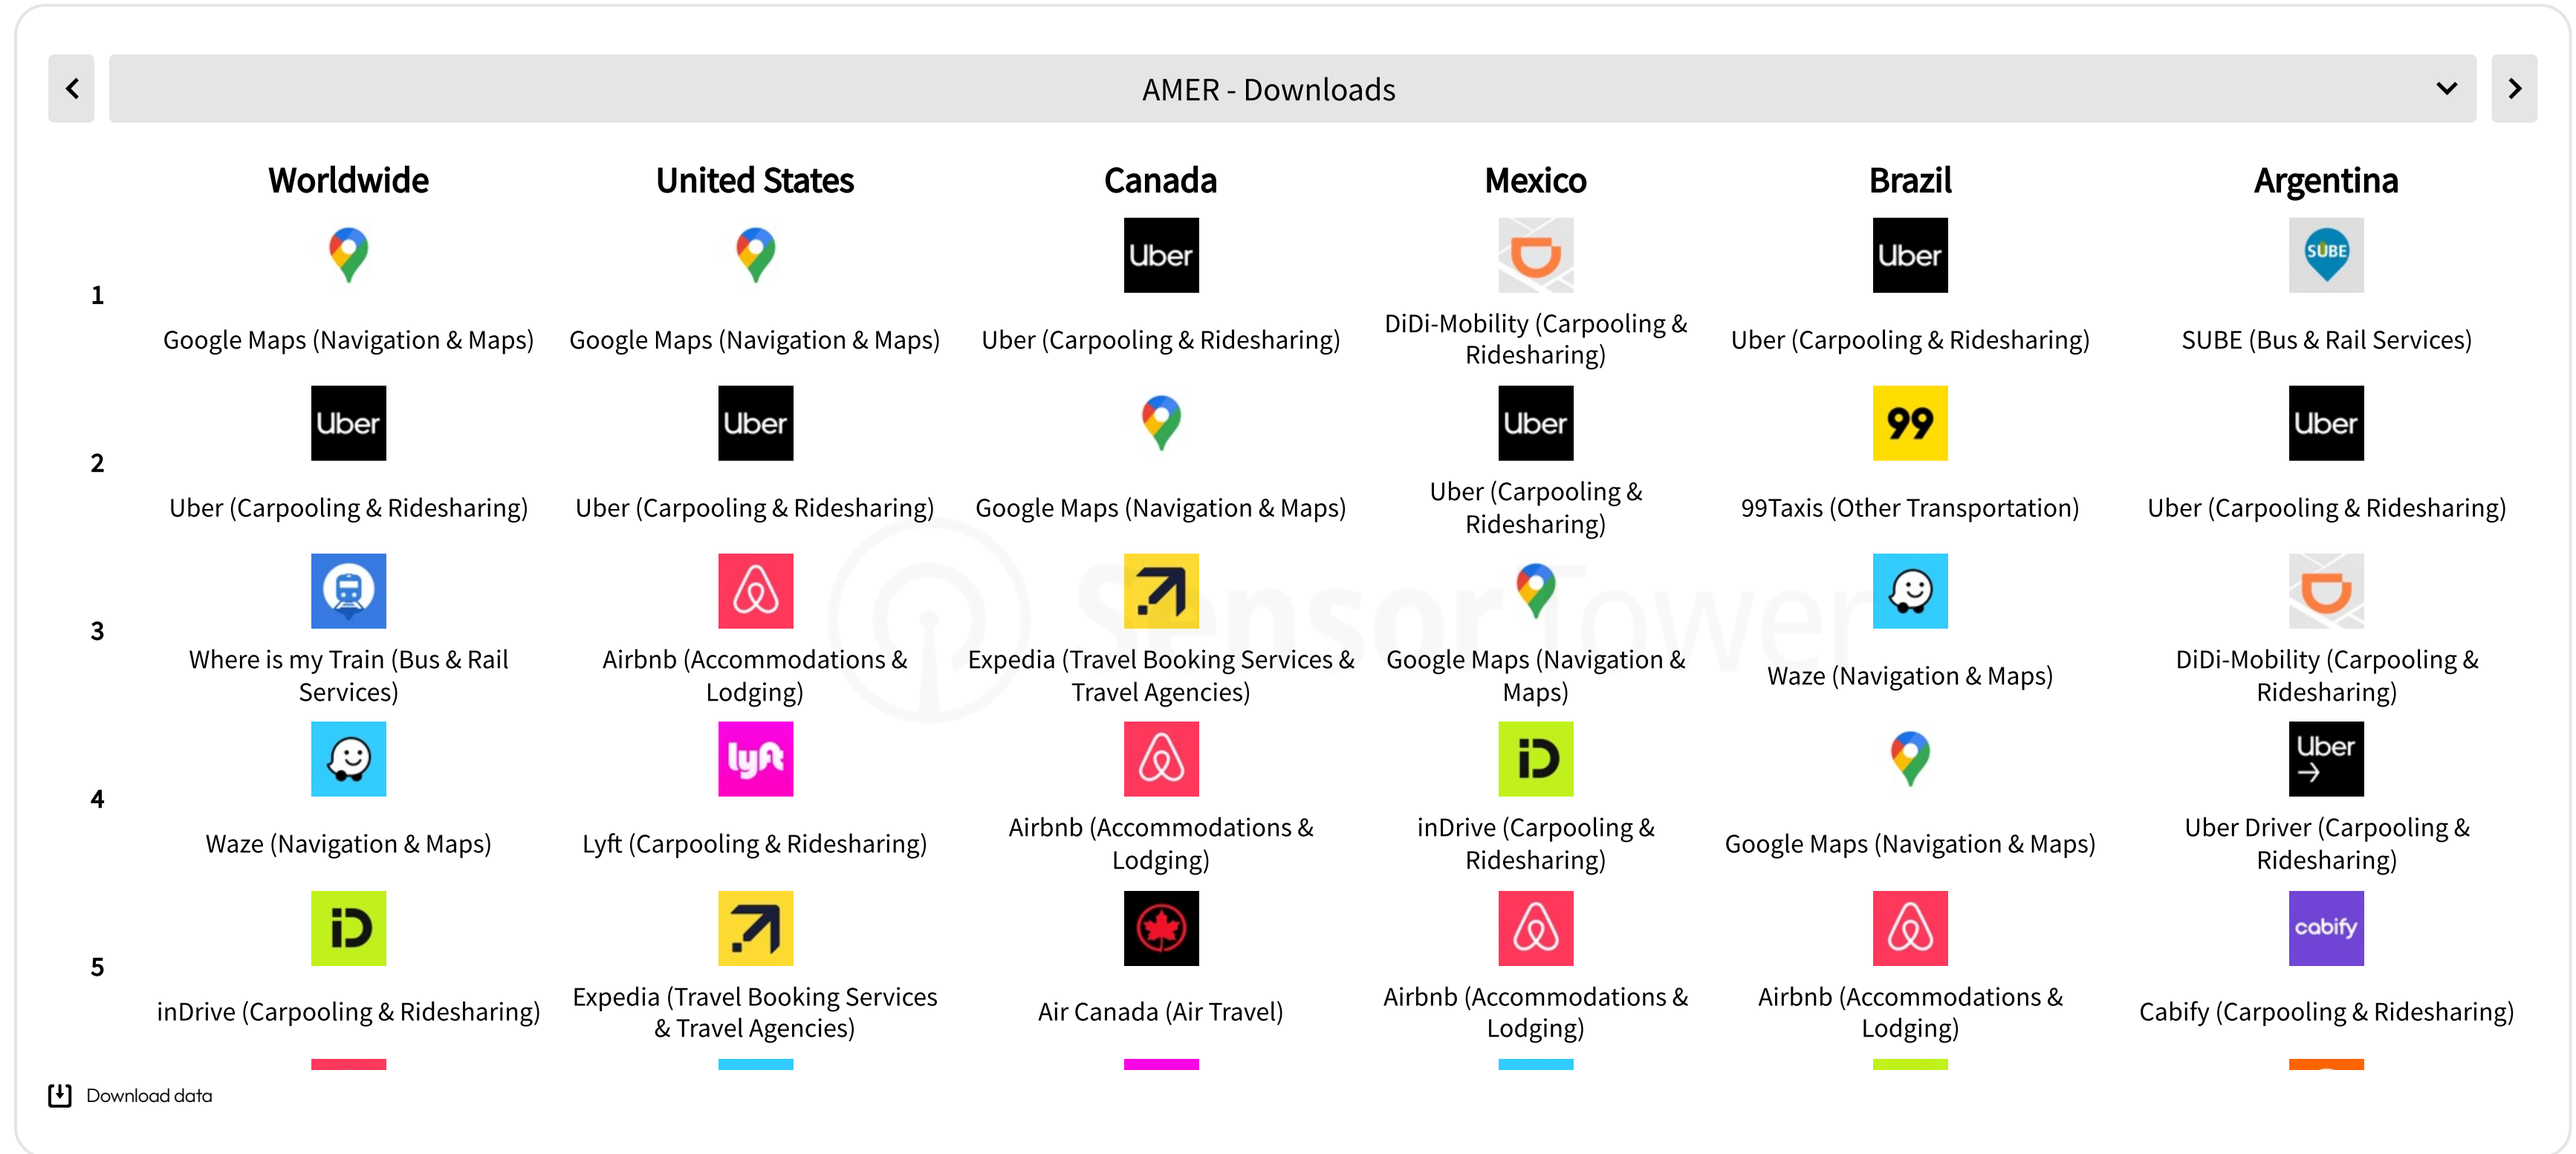 AMER - Downloads
Worldwide United States Canada Mexico Brazil Argentina
1
Uber
Uber
SUBE
Google Maps (Navigation & Maps)
Google Maps (Navigation & Maps)
Uber (Carpooling & Ridesharing)
DiDi-Mobility (Carpooling &
Ridesharing)
Uber (Carpooling & Ridesharing)
SUBE (Bus & Rail Services)
2
Uber
Uber
Uber
99
Uber
Uber (Carpooling & Ridesharing)
Uber (Carpooling & Ridesharing)
Google Maps (Navigation & Maps)
Uber (Carpooling &
Ridesharing)
99Taxis (Other Transportation)
Uber (Carpooling & Ridesharing)
3
Where is my Train (Bus & Rail
Services)
Airbnb (Accommodations &
Lodging)
Expedia (Travel Booking Services &
Travel Agencies)
Google Maps (Navigation &
Maps)
Waze (Navigation & Maps)
DiDi-Mobility (Carpooling &
Ridesharing)
SensorTower
4
lyft
iD
Uber
Waze (Navigation & Maps)
Lyft (Carpooling & Ridesharing)
Airbnb (Accommodations &
Lodging)
inDrive (Carpooling &
Ridesharing)
Google Maps (Navigation & Maps)
Uber Driver (Carpooling &
Ridesharing)
5
iD
cabify
inDrive (Carpooling & Ridesharing)
Expedia (Travel Booking Services
& Travel Agencies)
Air Canada (Air Travel)
Airbnb (Accommodations &
Lodging)
Airbnb (Accommodations &
Lodging)
Cabify (Carpooling & Ridesharing)
Download data